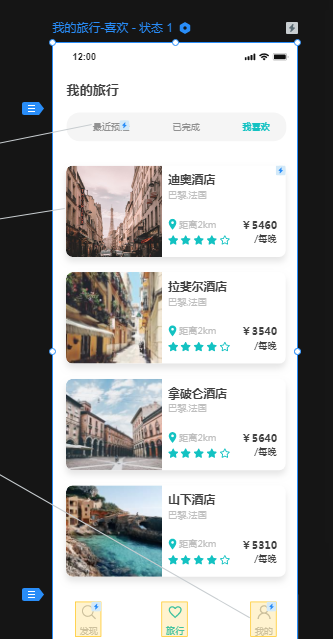 我的旅行-喜欢 - 状态 1
12:00
我的旅行
最近预
已完成
我喜欢
迪奥酒店
巴黎.法国
距离2km
￥5460
/每晚
拉斐尔酒店
巴黎.法国
距离2km
￥3540
/每晚
拿破仑酒店
巴黎.法国
距离2km
￥5640
/每晚
山下酒店
巴黎.法国
距离2km
￥5310
/每晚
发现
旅行
我的